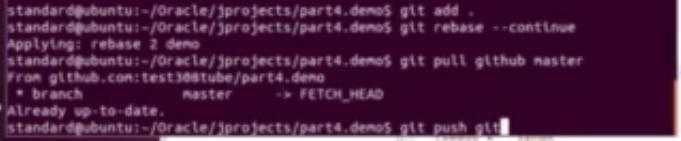 standard@ubuntu:~/Oracle/jprojects/part4.demo$ git add .
standard@ubuntu:~/Oracle/jprojects/part4.demo$ git rebase --continue
Applying: rebase 2 demo
standard@ubuntu:~/Oracle/jprojects/part4.demo$ git pull github master
From github.com:test308tube/part4.demo
 * branch            master     -> FETCH_HEAD
Already up-to-date.
standard@ubuntu:~/Oracle/jprojects/part4.demo$ git push git